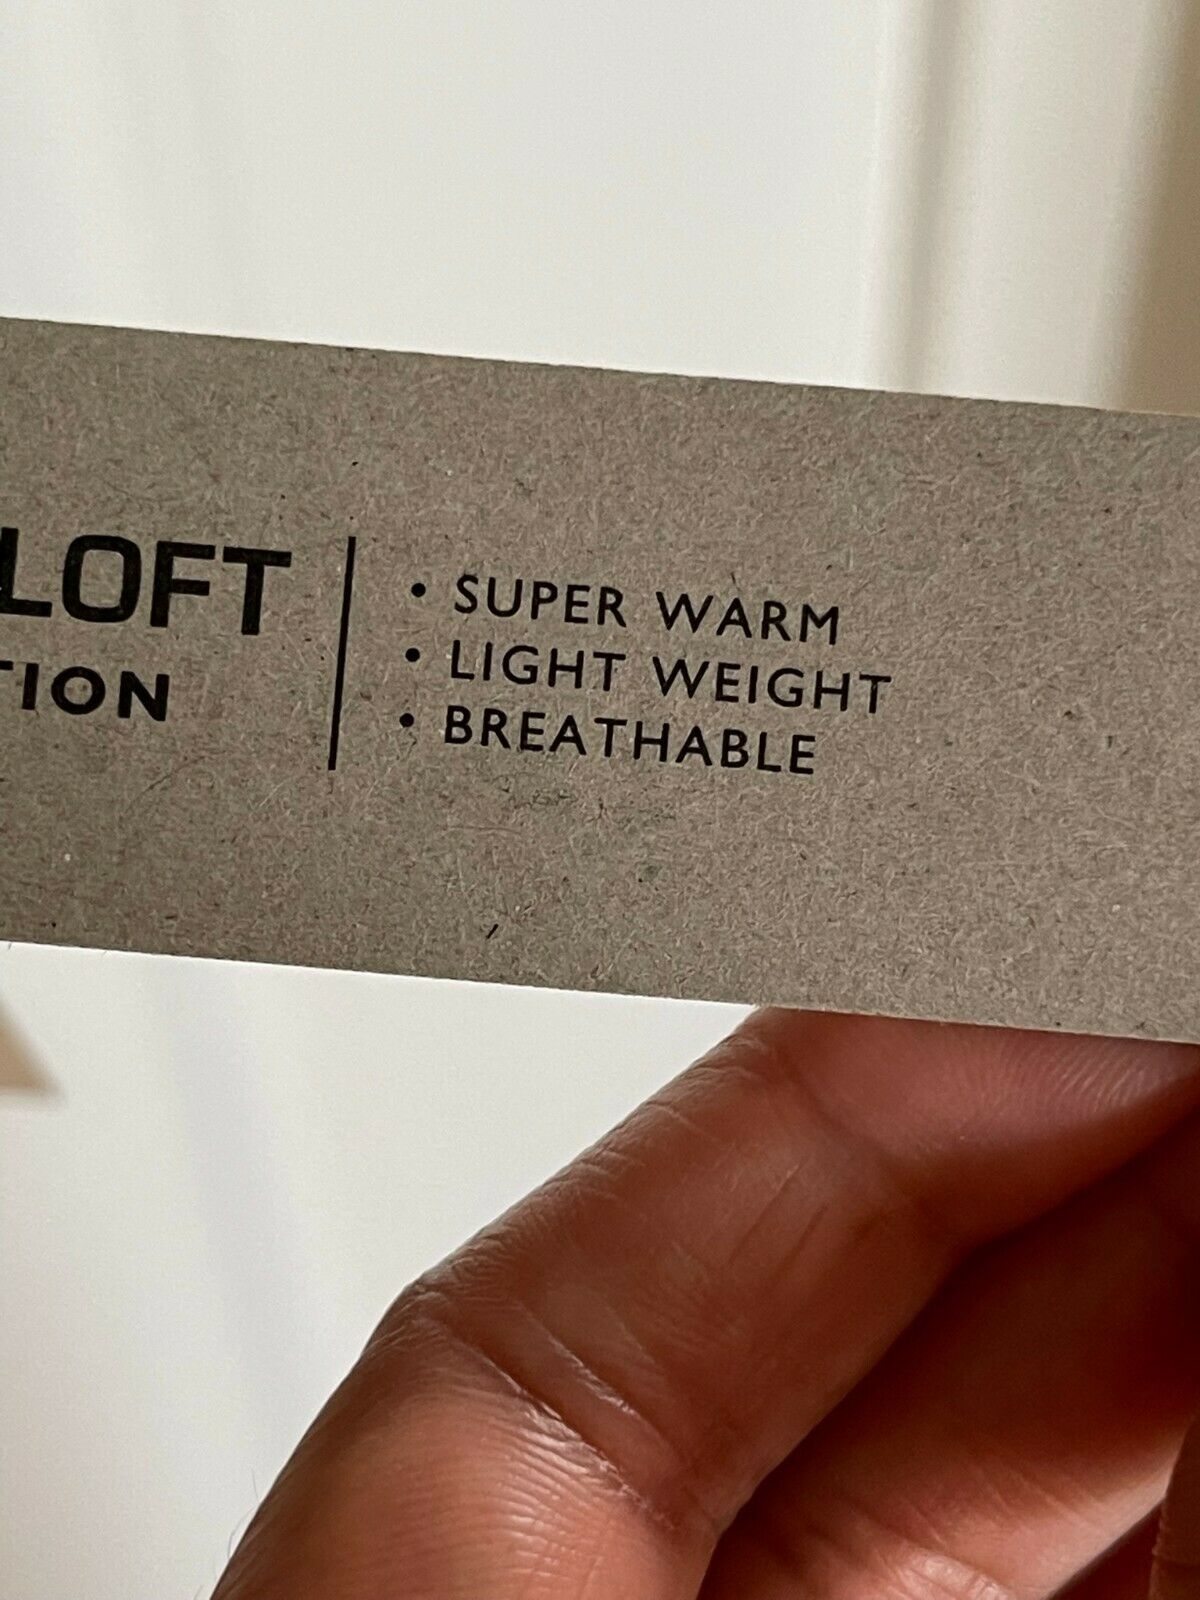 LOFT
TION
• SUPER WARM
• LIGHT WEIGHT
• BREATHABLE